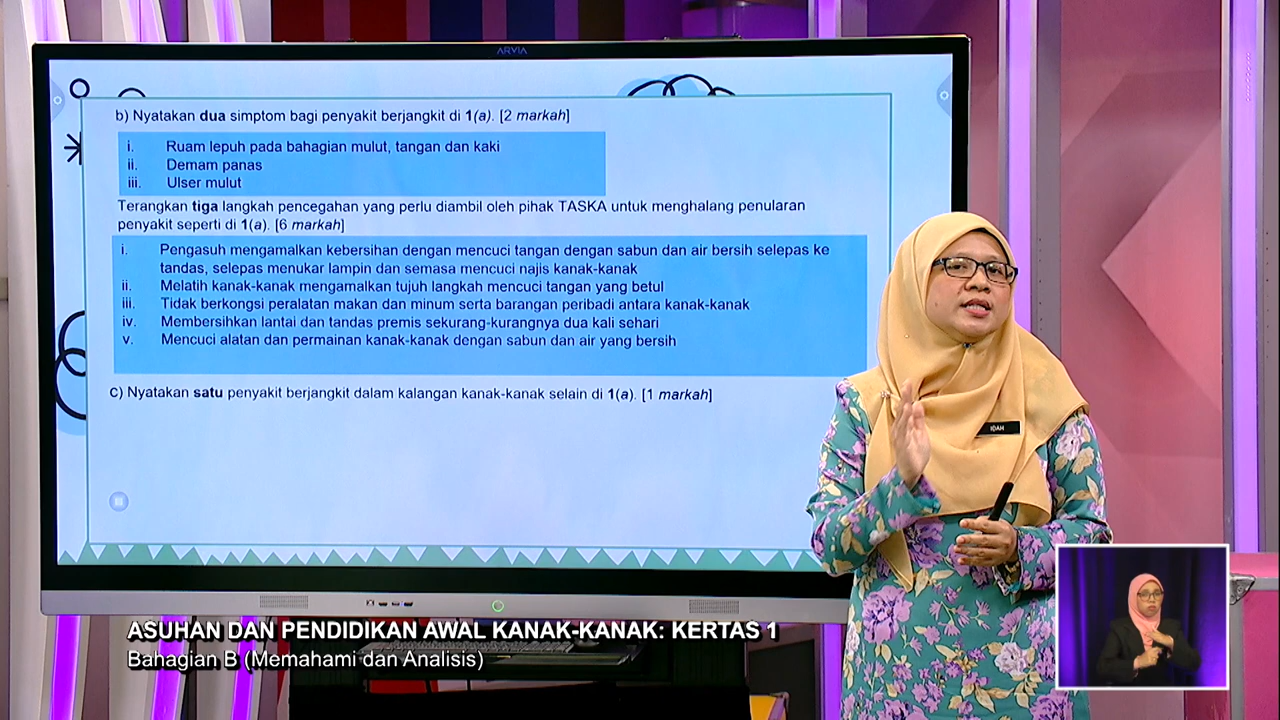 ARVIA
b) Nyatakan dua simptom bagi penyakit berjangkit di 1(a). [2 markah]
i. Ruam lepuh pada bahagian mulut, tangan dan kaki
ii. Demam panas
iii. Ulser mulut
Terangkan tiga langkah pencegahan yang perlu diambil oleh pihak TASKA untuk menghalang penularan
penyakit seperti di 1(a). [6 markah]
i. Pengasuh mengamalkan kebersihan dengan mencuci tangan dengan sabun dan air bersih selepas ke
tandas, selepas menukar lampin dan semasa mencuci najis kanak-kanak
ii. Melatih kanak-kanak mengamalkan tujuh langkah mencuci tangan yang betul
iii. Tidak berkongsi peralatan makan dan minum serta barangan peribadi antara kanak-kanak
iv. Membersihkan lantai dan tandas premis sekurang-kurangnya dua kali sehari
v. Mencuci alatan dan permainan kanak-kanak dengan sabun dan air yang bersih
c) Nyatakan satu penyakit berjangkit dalam kalangan kanak-kanak selain di 1(a). [1 markah]
IDAH
ASUHAN DAN PENDIDIKAN AWAL KANAK-KANAK: KERTAS 1
Bahagian B (Memahami dan Analisis)